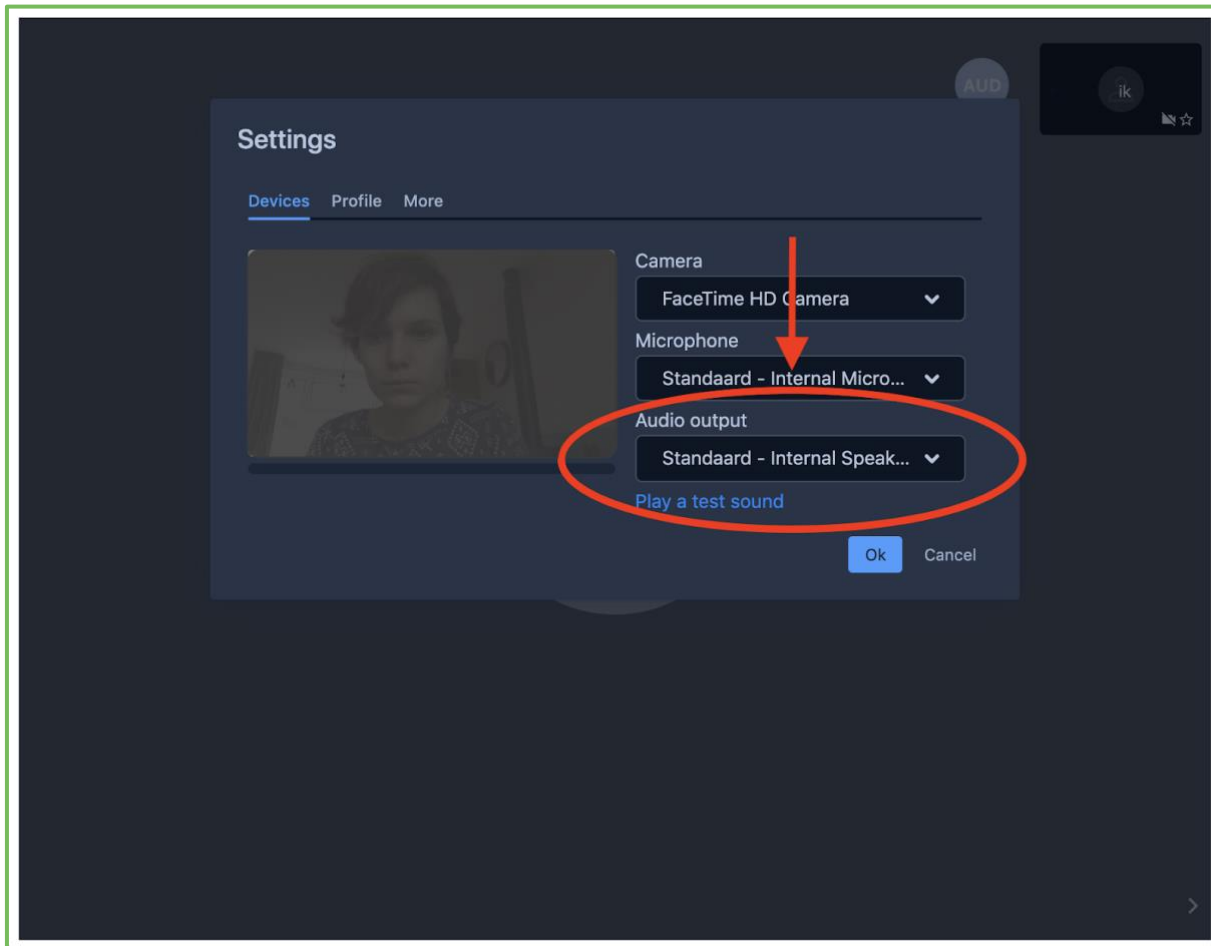 AUD
ik
Settings
Devices Profile More
Camera
FaceTime HD Camera
Microphone
Standaard - Internal Micro...
Audio output
Standaard - Internal Speak...
Play a test sound
Ok Cancel